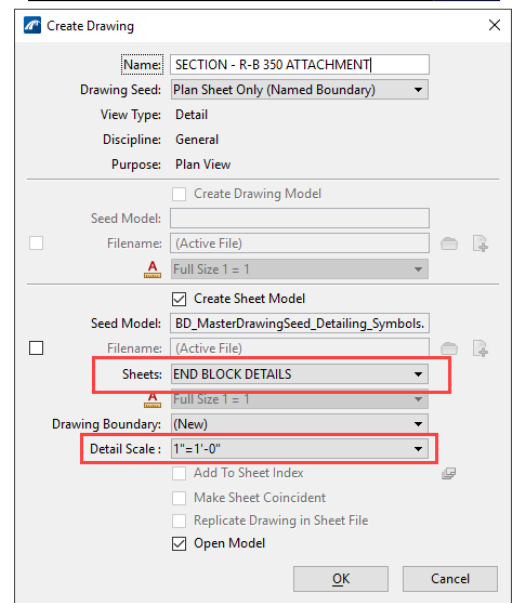 Create Drawing
Name: SECTION - R-B 350 ATTACHMENT
Drawing Seed: Plan Sheet Only (Named Boundary)
View Type: Detail
Discipline: General
Purpose: Plan View
Create Drawing Model
Seed Model:
Filename: (Active File)
A Full Size 1 = 1
Create Sheet Model
Seed Model: BD_MasterDrawingSeed_Detailing_Symbols.
Filename: (Active File)
Sheets: END BLOCK DETAILS
A Full Size 1 = 1
Drawing Boundary: (New)
Detail Scale : 1"=1'-0"
Add To Sheet Index
Make Sheet Coincident
Replicate Drawing in Sheet File
Open Model
OK Cancel